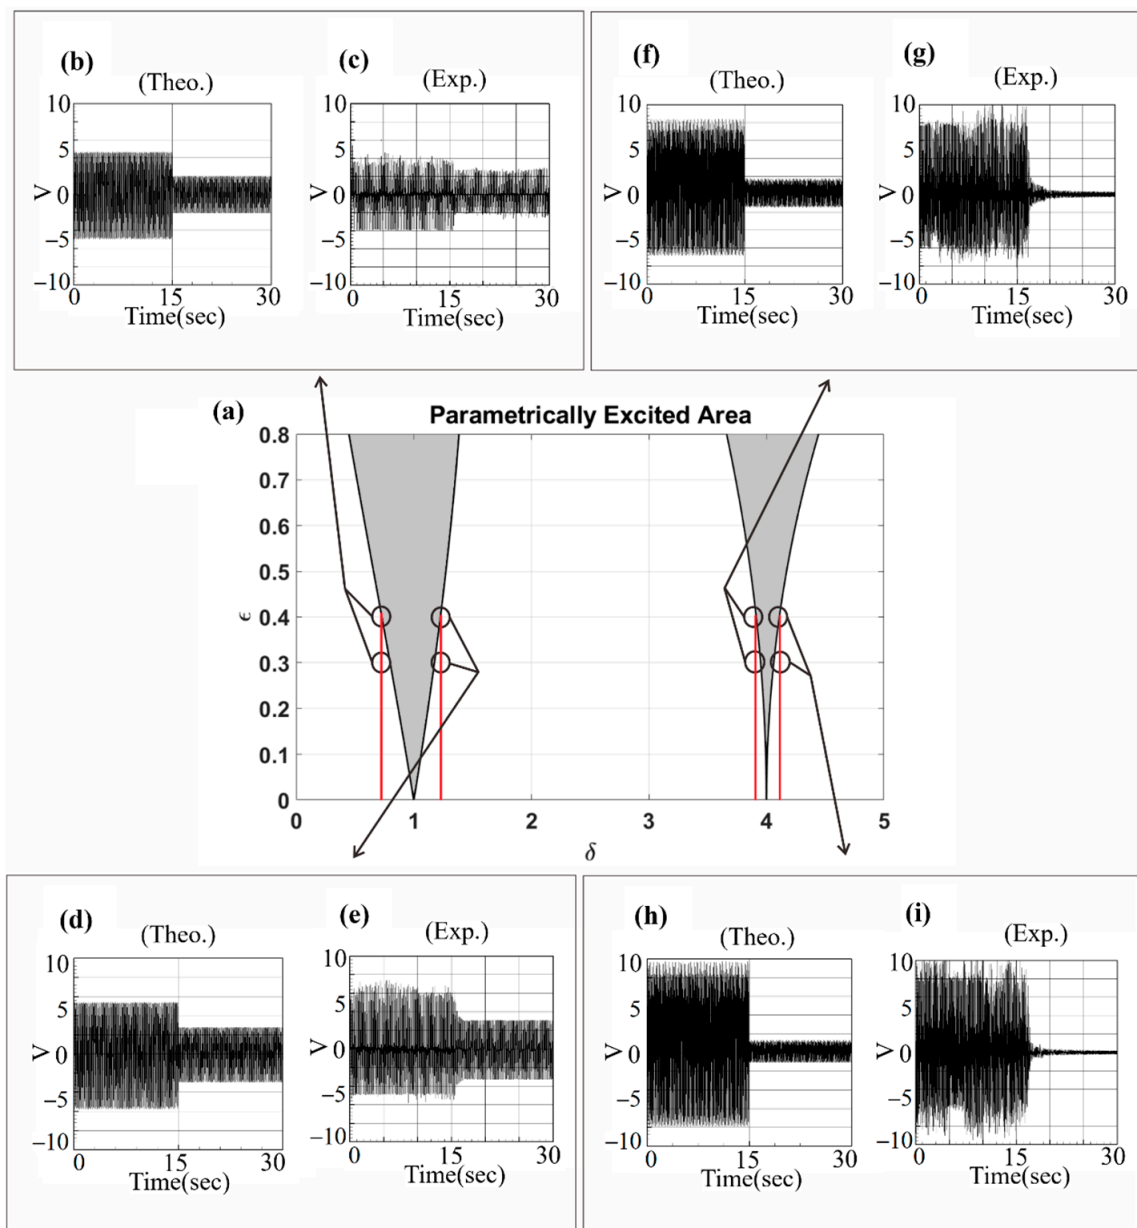 (b)
(Theo.)
10
5
0
−5
−10
V
0 15 30
Time(sec)
(c)
(Exp.)
10
5
0
−5
−10
V
0 15 30
Time(sec)
(f)
(Theo.)
10
5
0
−5
−10
V
0 15 30
Time(sec)
(g)
(Exp.)
10
5
0
−5
−10
V
0 15 30
Time(sec)
(a)
Parametrically Excited Area
0.8
0.7
0.6
0.5
0.4
0.3
0.2
0.1
0
ϵ
0 1 2 3 4 5
δ
(d)
(Theo.)
10
5
0
−5
−10
V
0 15 30
Time(sec)
(e)
(Exp.)
10
5
0
−5
−10
V
0 15 30
Time(sec)
(h)
(Theo.)
10
5
0
−5
−10
V
0 15 30
Time(sec)
(i)
(Exp.)
10
5
0
−5
−10
V
0 15 30
Time(sec)